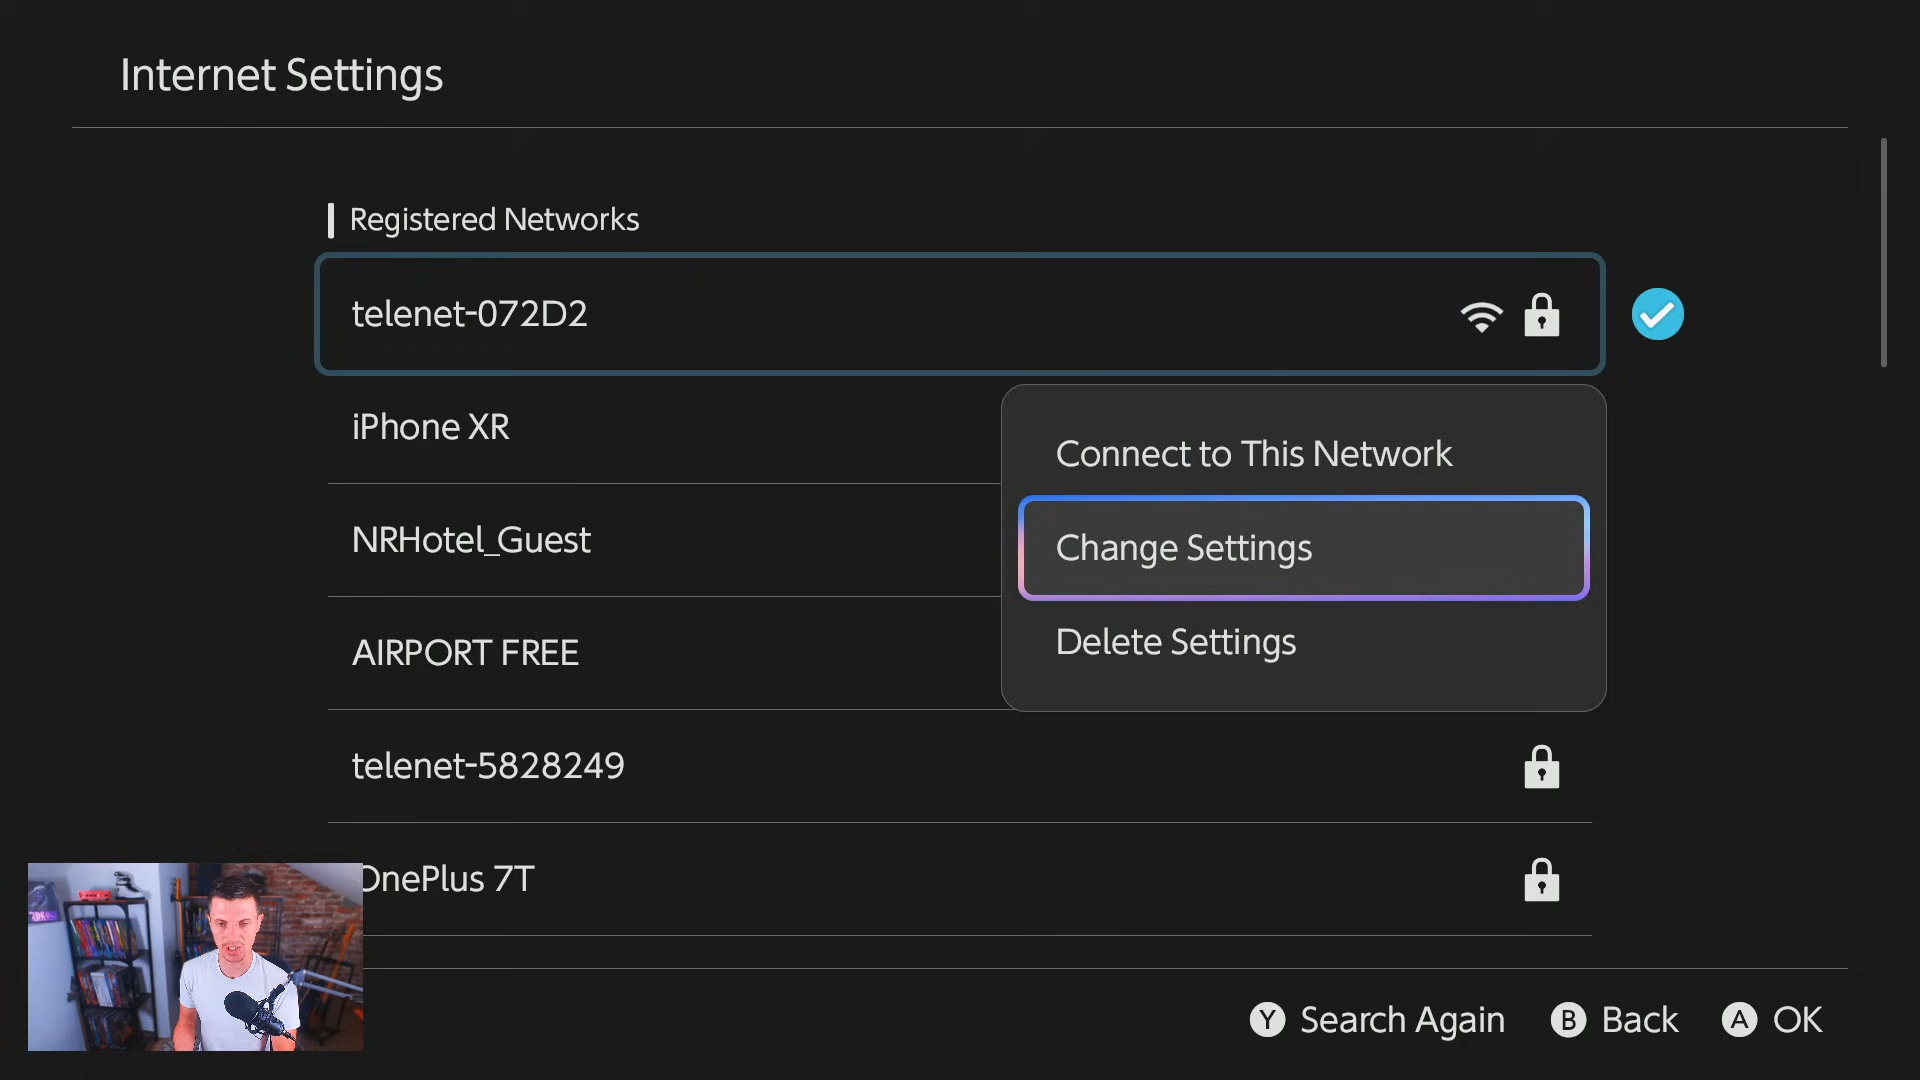 Internet Settings
Registered Networks
telenet-072D2
iPhone XR
Connect to This Network
NRHotel_Guest
Change Settings
AIRPORT FREE
Delete Settings
telenet-5828249
OnePlus 7T
Y Search Again
B Back
A OK